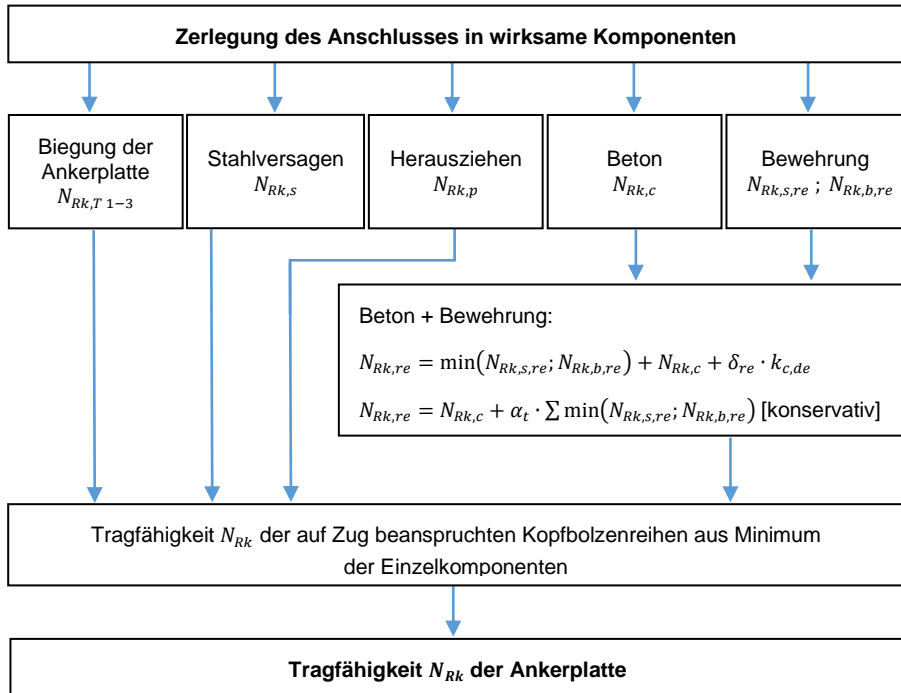 Zerlegung des Anschlusses in wirksame Komponenten
Biegung der
Ankerplatte
N_{Rk,T 1−3}
Stahlversagen
N_{Rk,s}
Herausziehen
N_{Rk,p}
Beton
N_{Rk,c}
Bewehrung
N_{Rk,s,re} ; N_{Rk,b,re}
Beton + Bewehrung:
N_{Rk,re} = min(N_{Rk,s,re}; N_{Rk,b,re}) + N_{Rk,c} + δ_{re} · k_{c,de}
N_{Rk,re} = N_{Rk,c} + α_t · ∑ min(N_{Rk,s,re}; N_{Rk,b,re}) [konservativ]
Tragfähigkeit N_{Rk} der auf Zug beanspruchten Kopfbolzenreihen aus Minimum
der Einzelkomponenten
Tragfähigkeit N_{Rk} der Ankerplatte